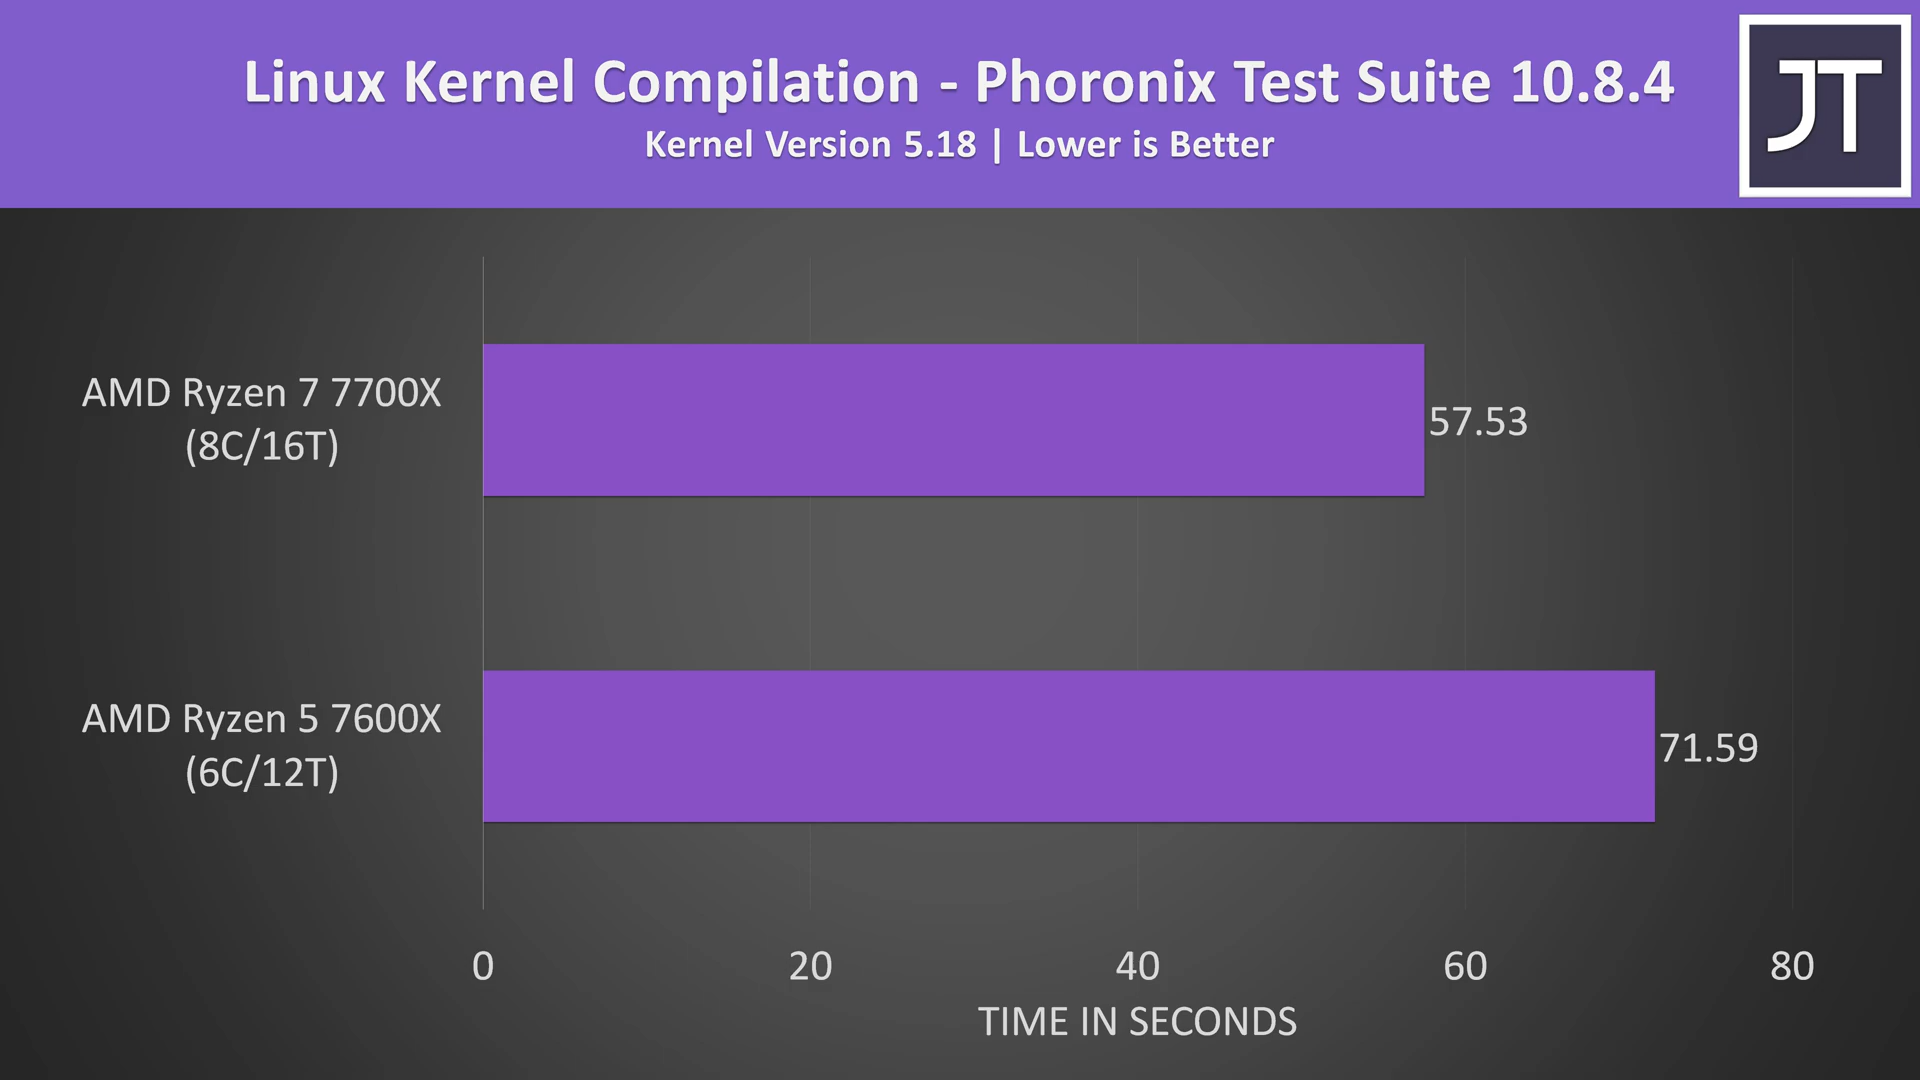 Linux Kernel Compilation - Phoronix Test Suite 10.8.4
Kernel Version 5.18 | Lower is Better
JT
AMD Ryzen 7 7700X
(8C/16T)
57.53
AMD Ryzen 5 7600X
(6C/12T)
71.59
0 20 40 60 80
TIME IN SECONDS